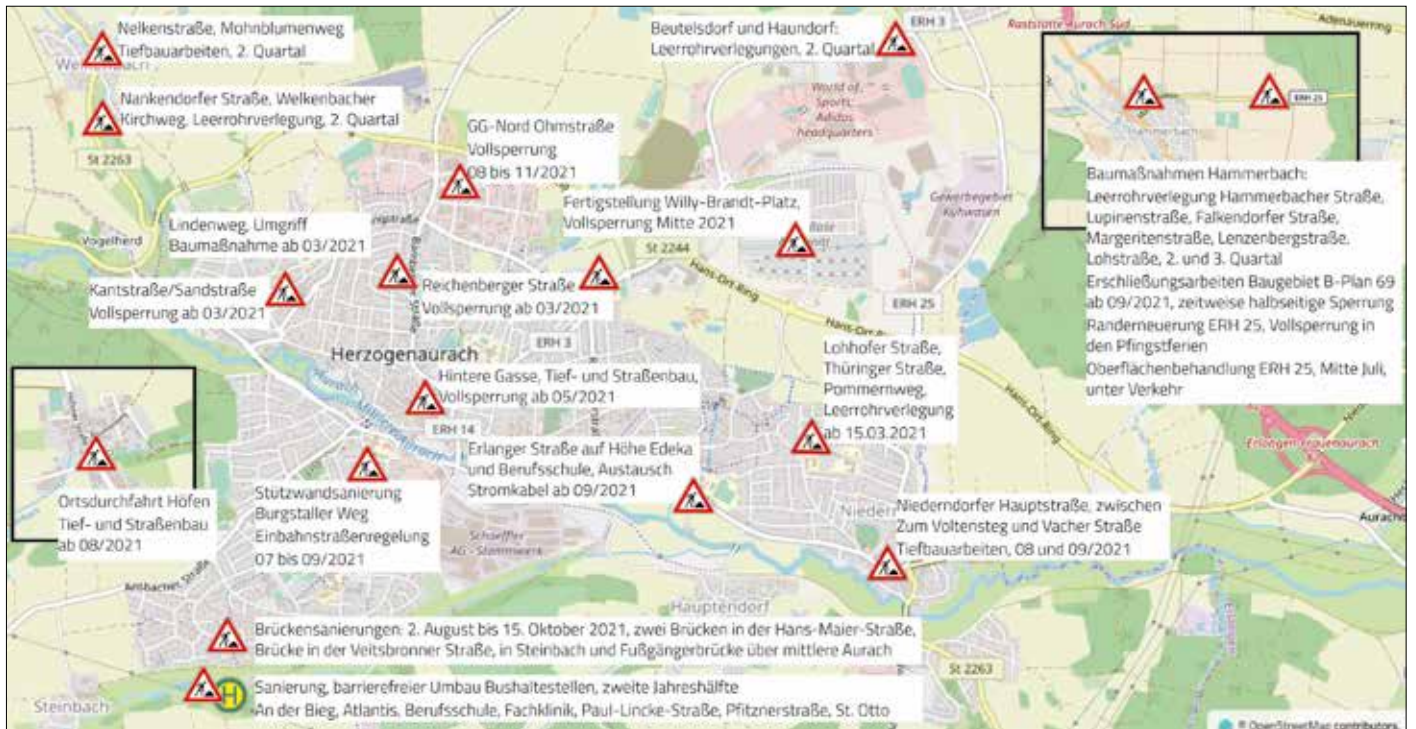 Nelkenstraße, Mohnblumenweg
Tiefbauarbeiten, 2. Quartal
Nankendorfer Straße, Welkenbacher
Kirchweg, Leerrohrverlegung, 2. Quartal
St 2263
Beutelsdorf und Haundorf:
Leerrohrverlegungen, 2. Quartal
ERH 3
Raststätte Aurach Süd
Adenauerring
World of
Sports,
Adidas
headquarters
GG-Nord Ohmstraße
Vollsperrung
08 bis 11/2021
Fertigstellung Willy-Brandt-Platz,
Vollsperrung Mitte 2021
St 2244
Hans-Ort-Ring
Gewerbegebiet
Kuhwasen
ERH 25
Hans-Ort-Ring
Hans-Ort-Ring
Lindenweg, Umgriff
Baumaßnahme ab 03/2021
Vogelherd
Kantstraße/Sandstraße
Vollsperrung ab 03/2021
Reichenberger Straße
Vollsperrung ab 03/2021
ERH 3
Herzogenaurach
Hintere Gasse, Tief- und Straßenbau,
Vollsperrung ab 05/2021
ERH 14
ERH 25
Hammerbach
Baumaßnahmen Hammerbach:
Leerrohrverlegung Hammerbacher Straße,
Lupinenstraße, Falkendorfer Straße,
Margeritenstraße, Lenzenbergstraße,
Lohstraße, 2. und 3. Quartal
Erschließungsarbeiten Baugebiet B-Plan 69
ab 09/2021, zeitweise halbseitige Sperrung
Randerneuerung ERH 25, Vollsperrung in
den Pfingstferien
Oberflächenbehandlung ERH 25, Mitte Juli,
unter Verkehr
Lohhofer Straße,
Thüringer Straße,
Pommernweg,
Leerrohrverlegung
ab 15.03.2021
Erlangen-Frauenaurach
Erlanger Straße auf Höhe Edeka
und Berufsschule, Austausch
Stromkabel ab 09/2021
Ortsdurchfahrt Höfen
Tief- und Straßenbau
ab 08/2021
Stützwandsanierung
Burgstaller Weg
Einbahnstraßenregelung
07 bis 09/2021
Schaeffler
AG - Stammwerk
Niederndorfer Hauptstraße, zwischen
Zum Voltensteg und Vacher Straße
Tiefbauarbeiten, 08 und 09/2021
Ansbacher Straße
Hauptendorf
Brückensanierungen: 2. August bis 15. Oktober 2021, zwei Brücken in der Hans-Maier-Straße,
Brücke in der Veitsbronner Straße, in Steinbach und Fußgängerbrücke über mittlere Aurach
St 2263
H
Sanierung, barrierefreier Umbau Bushaltestellen, zweite Jahreshälfte
An der Bieg, Atlantis, Berufsschule, Fachklinik, Paul-Lincke-Straße, Pfitznerstraße, St. Otto
Steinbach
© OpenStreetMap contributors